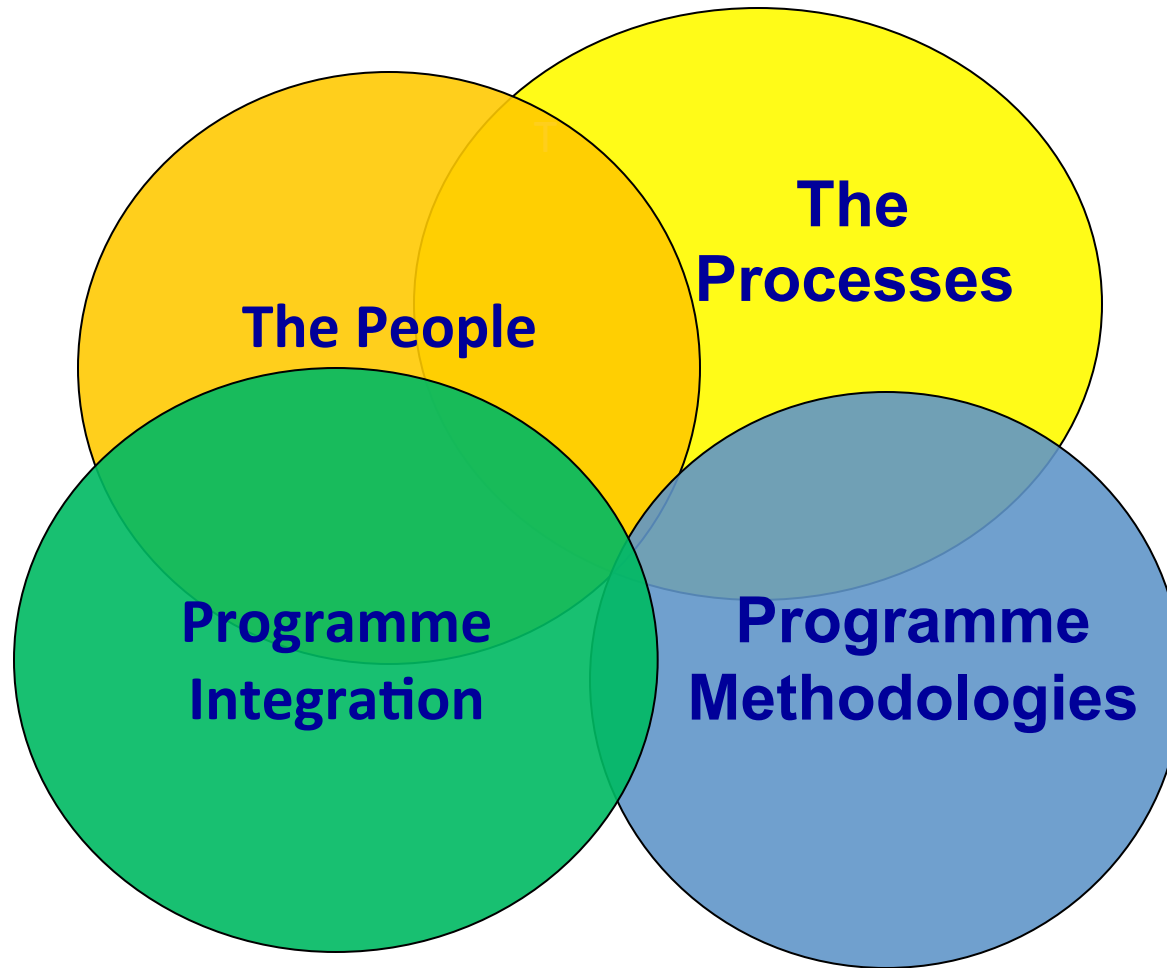 The People
The
Processes
Programme
Integration
Programme
Methodologies